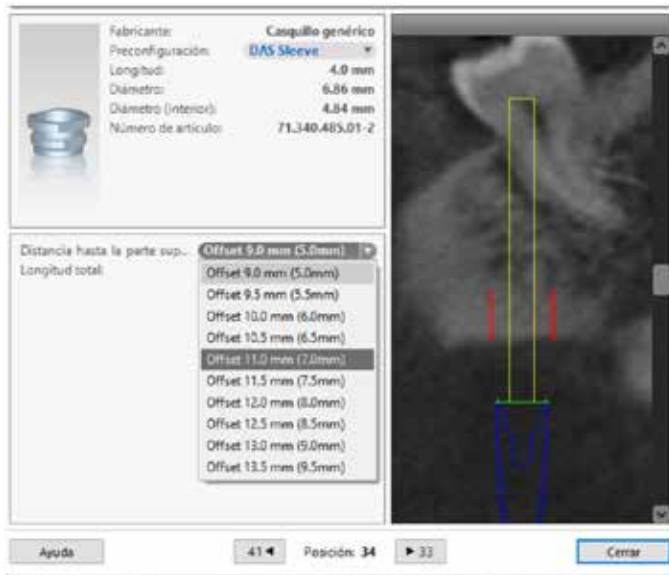 Fabricante: Casquillo genérico
Preconfiguración: DAS Sleeve
Longitud: 4.0 mm
Diámetro: 6.86 mm
Diámetro (interior): 4.84 mm
Número de artículo: 71.340.485.01-2
Distancia hasta la parte sup... Offset 9.0 mm (5.0mm)
Longitud total:
Offset 9.0 mm (5.0mm)
Offset 9.5 mm (5.5mm)
Offset 10.0 mm (6.0mm)
Offset 10.5 mm (6.5mm)
Offset 11.0 mm (7.0mm)
Offset 11.5 mm (7.5mm)
Offset 12.0 mm (8.0mm)
Offset 12.5 mm (8.5mm)
Offset 13.0 mm (9.0mm)
Offset 13.5 mm (9.5mm)
Ayuda 41 ◄ Posición: 34 ► 33 Cerrar